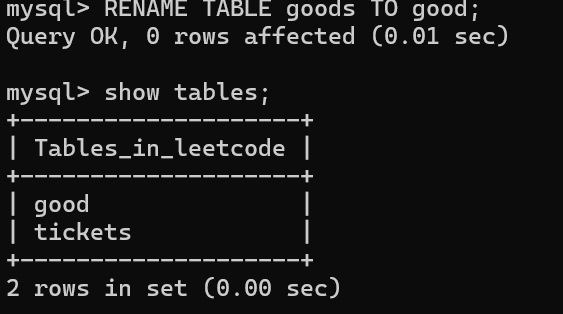 mysql> RENAME TABLE goods TO good;
Query OK, 0 rows affected (0.01 sec)

mysql> show tables;
+--------------------+
| Tables_in_leetcode |
+--------------------+
| good               |
| tickets            |
+--------------------+
2 rows in set (0.00 sec)